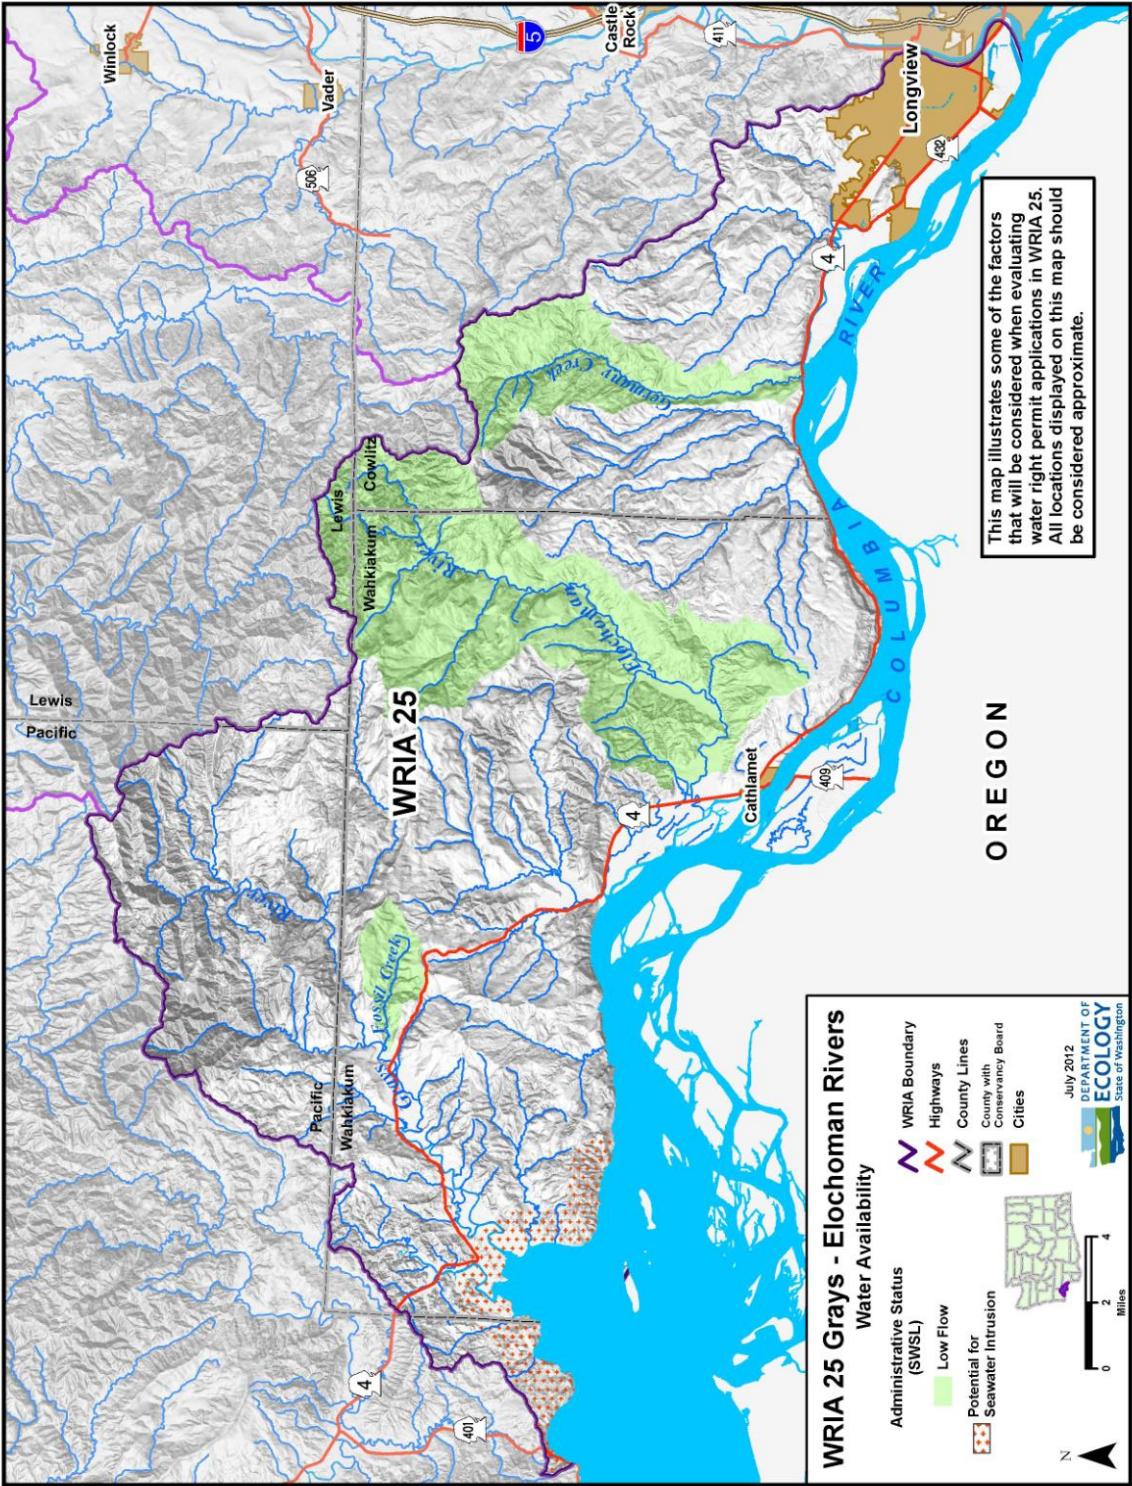 Winlock
Vader
506
5
Castle
Rock
411
Longview
432
4
Lewis
Pacific
Lewis
Cowlitz
Wahkiakum
WRIA 25
River
Elochoman
Germany Creek
River
Fossil Creek
Grays
Pacific
Wahkiakum
4
401
4
Cathlamet
409
COLUMBIA
RIVER
OREGON
This map illustrates some of the factors
that will be considered when evaluating
water right permit applications in WRIA 25.
All locations displayed on this map should
be considered approximate.
WRIA 25 Grays - Elochoman Rivers
Water Availability
Administrative Status
(SWSL)
Low Flow
Potential for
Seawater Intrusion
WRIA Boundary
Highways
County Lines
County with
Conservancy Board
Cities
N
0 2 4
Miles
July 2012
DEPARTMENT OF
ECOLOGY
State of Washington